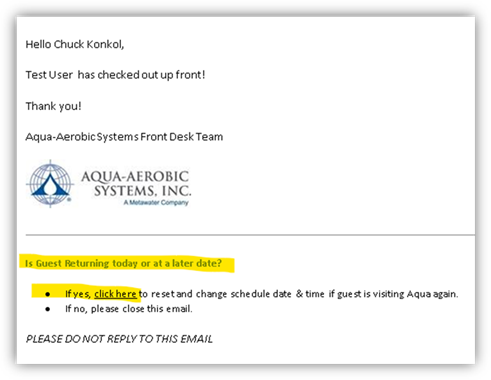 Hello Chuck Konkol,
Test User has checked out up front!
Thank you!
Aqua-Aerobic Systems Front Desk Team
AQUA-AEROBIC
SYSTEMS, INC.
A Metawater Company
Is Guest Returning today or at a later date?
• If yes, click here to reset and change schedule date & time if guest is visiting Aqua again.
• If no, please close this email.
PLEASE DO NOT REPLY TO THIS EMAIL